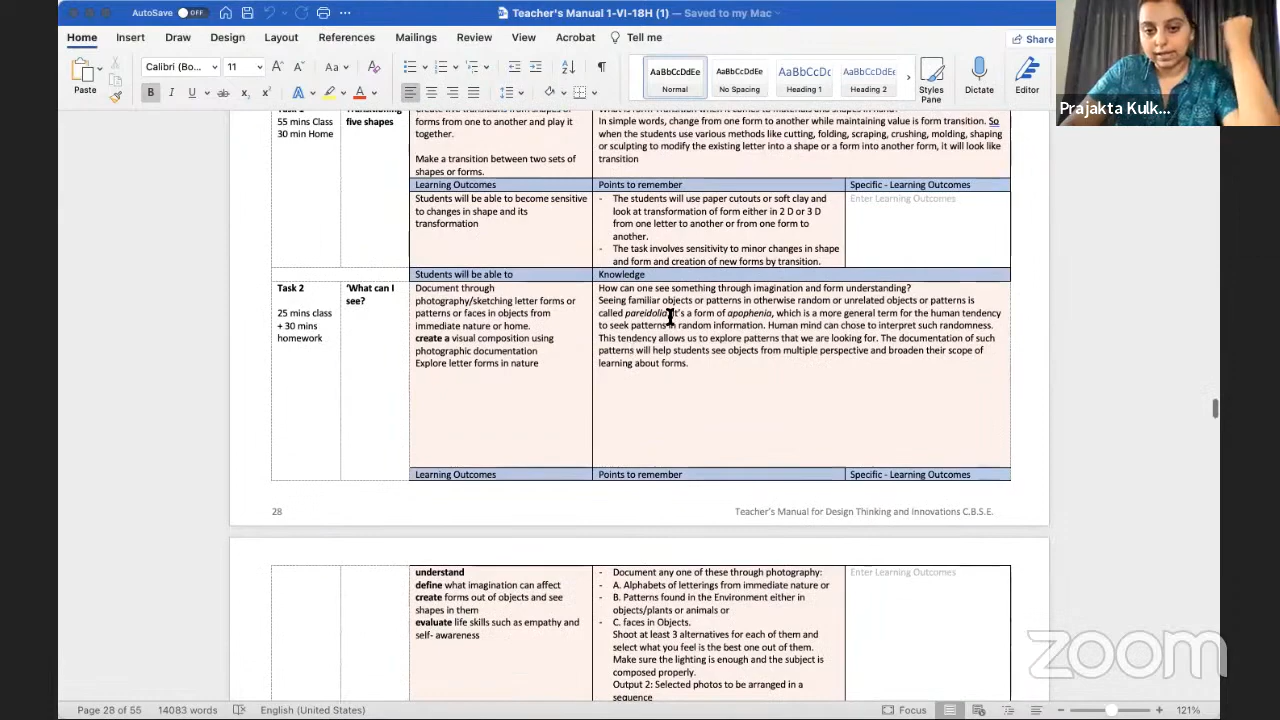 AutoSave OFF
Teacher's Manual 1-VI-18H (1) — Saved to my Mac
Home Insert Draw Design Layout References Mailings Review View Acrobat Tell me
Share
Paste
Calibri (Bo... 11
AaBbCcDdEe
Normal
AaBbCcDdEe
No Spacing
AaBbCcDc
Heading 1
AaBbCcDdEe
Heading 2
Styles
Pane
Dictate
Editor
Prajakta Kulk...
55 mins Class
30 min Home
five shapes
forms from one to another and play it
together.
Make a transition between two sets of
shapes or forms.
In simple words, change from one form to another while maintaining value is form transition. So
when the students use various methods like cutting, folding, scraping, crushing, molding, shaping
or sculpting to modify the existing letter into a shape or a form into another form, it will look like
transition
Learning Outcomes
Points to remember
Specific - Learning Outcomes
Students will be able to become sensitive
to changes in shape and its
transformation
- The students will use paper cutouts or soft clay and
look at transformation of form either in 2 D or 3 D
from one letter to another or from one form to
another.
- The task involves sensitivity to minor changes in shape
and form and creation of new forms by transition.
Enter Learning Outcomes
Students will be able to
Knowledge
Task 2
25 mins class
+ 30 mins
homework
'What can I
see?
Document through
photography/sketching letter forms or
patterns or faces in objects from
immediate nature or home.
create a visual composition using
photographic documentation
Explore letter forms in nature
How can one see something through imagination and form understanding?
Seeing familiar objects or patterns in otherwise random or unrelated objects or patterns is
called pareidolia. It's a form of apophenia, which is a more general term for the human tendency
to seek patterns in random information. Human mind can chose to interpret such randomness.
This tendency allows us to explore patterns that we are looking for. The documentation of such
patterns will help students see objects from multiple perspective and broaden their scope of
learning about forms.
Learning Outcomes
Points to remember
Specific - Learning Outcomes
28
Teacher's Manual for Design Thinking and Innovations C.B.S.E.
understand
define what imagination can affect
create forms out of objects and see
shapes in them
evaluate life skills such as empathy and
self- awareness
- Document any one of these through photography:
- A. Alphabets of letterings from immediate nature or
- B. Patterns found in the Environment either in
objects/plants or animals or
- C. faces in Objects.
Shoot at least 3 alternatives for each of them and
select what you feel is the best one out of them.
Make sure the lighting is enough and the subject is
composed properly.
Output 2: Selected photos to be arranged in a
sequence
Enter Learning Outcomes
zoom
Page 28 of 55 14083 words English (United States) Focus 121%